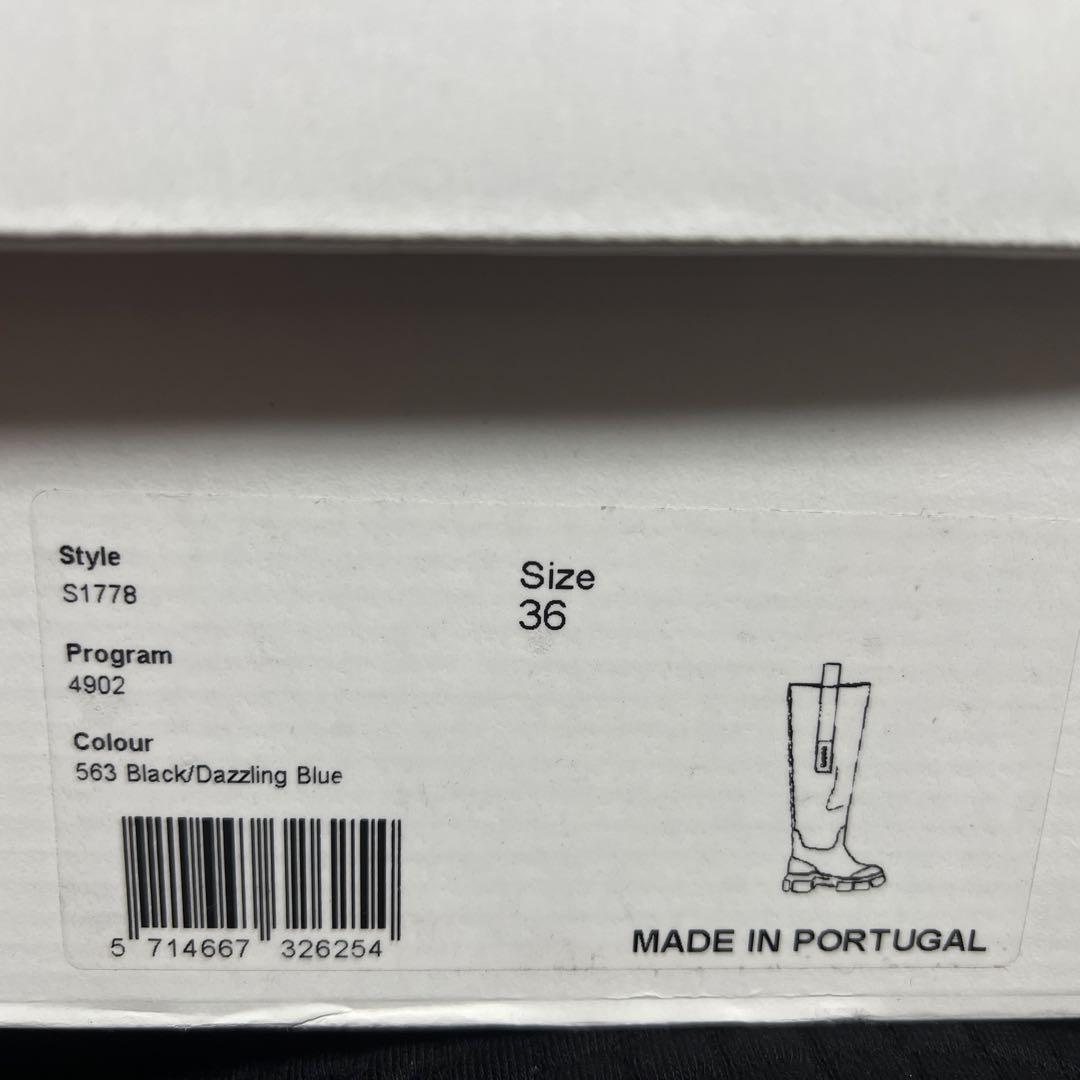 Style
S1778
Size
36
Program
4902
Colour
563 Black/Dazzling Blue
5 714667 326254
MADE IN PORTUGAL